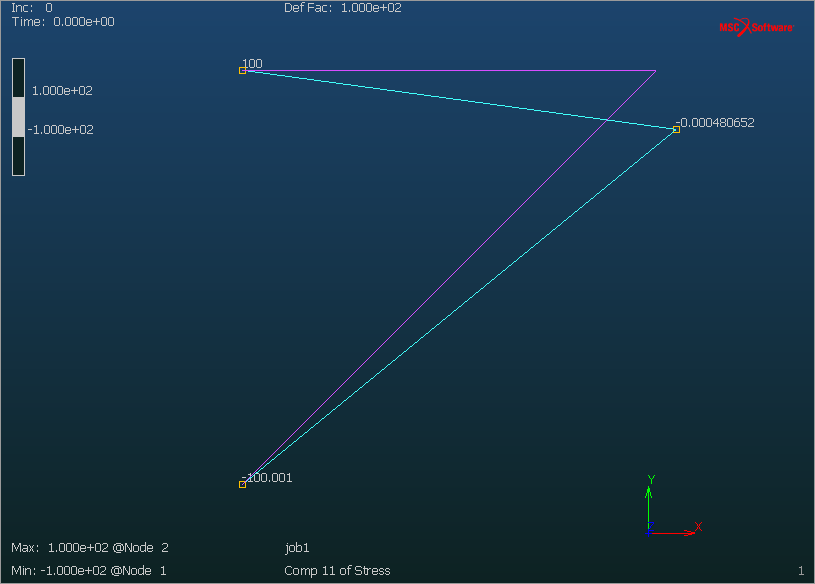 Inc: 0
Def Fac: 1.000e+02
Time: 0.000e+00
MSC Software
100
1.000e+02
-0.000480652
-1.000e+02
-100.001
Y
X
Z
Max: 1.000e+02 @Node 2
job1
Min: -1.000e+02 @Node 1
Comp 11 of Stress
1